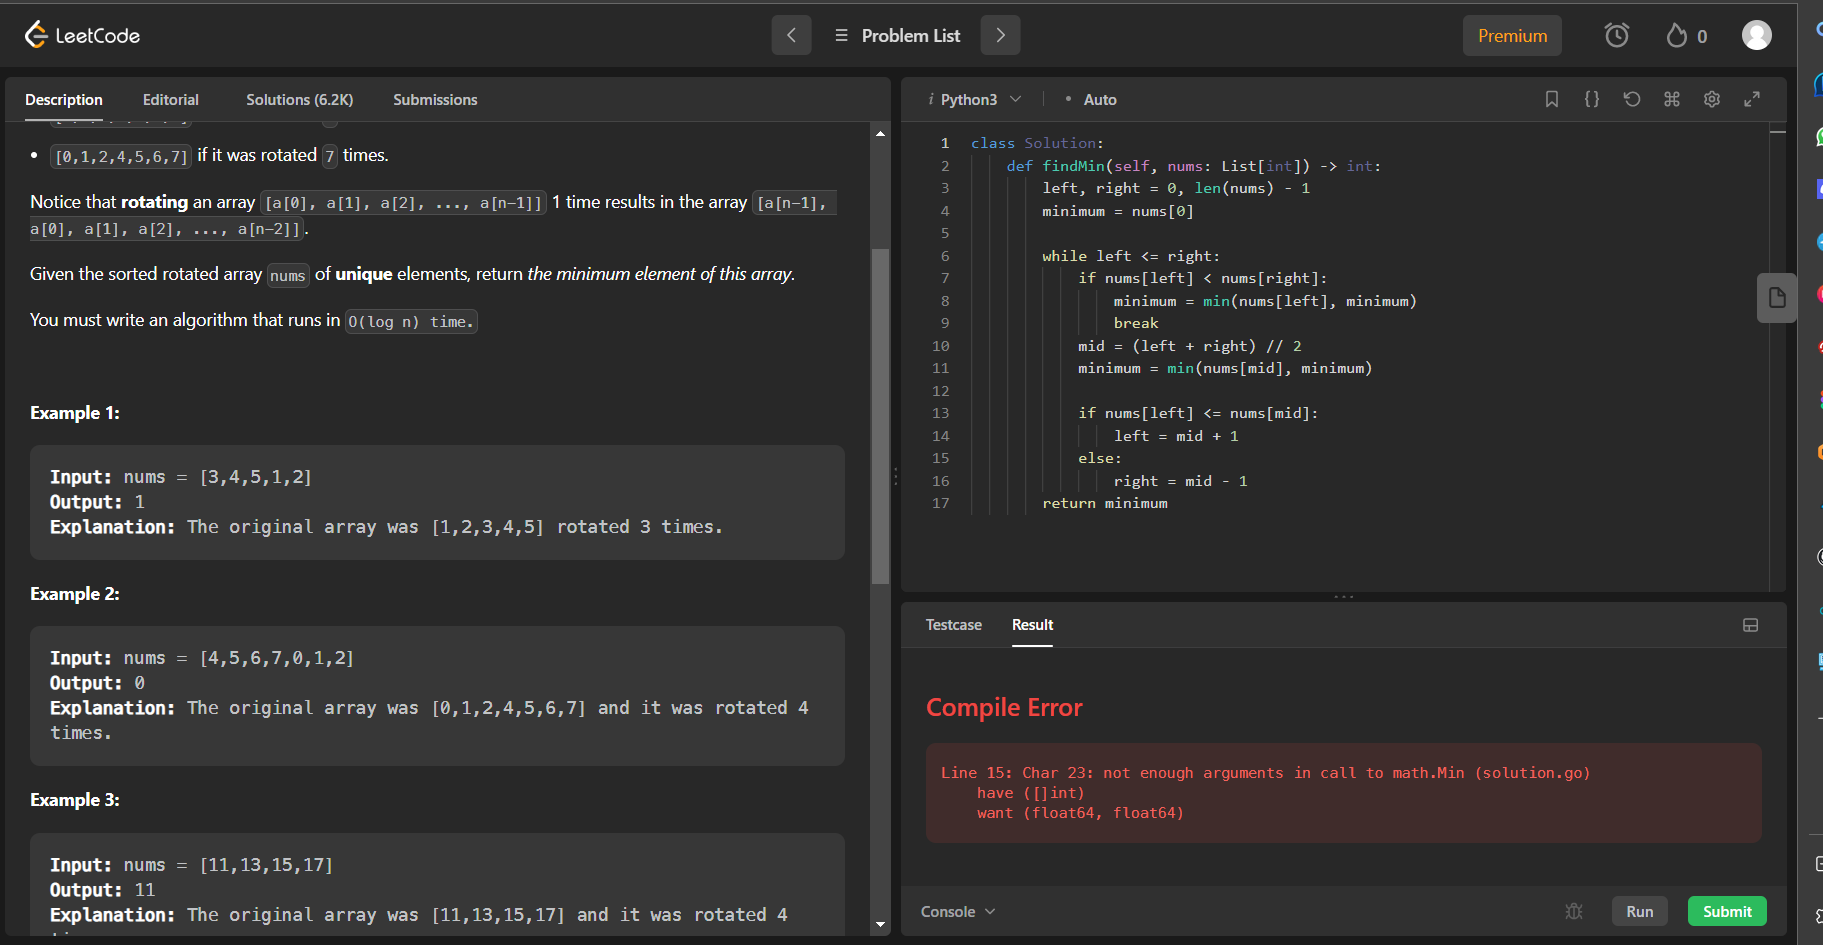 LeetCode
Problem List
Premium
0
Description
Editorial
Solutions (6.2K)
Submissions
• [0,1,2,4,5,6,7] if it was rotated 7 times.
Notice that rotating an array [a[0], a[1], a[2], ..., a[n-1]] 1 time results in the array [a[n-1],
a[0], a[1], a[2], ..., a[n-2]].
Given the sorted rotated array nums of unique elements, return the minimum element of this array.
You must write an algorithm that runs in O(log n) time.
Example 1:
Input: nums = [3,4,5,1,2]
Output: 1
Explanation: The original array was [1,2,3,4,5] rotated 3 times.
Example 2:
Input: nums = [4,5,6,7,0,1,2]
Output: 0
Explanation: The original array was [0,1,2,4,5,6,7] and it was rotated 4
times.
Example 3:
Input: nums = [11,13,15,17]
Output: 11
Explanation: The original array was [11,13,15,17] and it was rotated 4
i Python3
• Auto
1 class Solution:
2     def findMin(self, nums: List[int]) -> int:
3         left, right = 0, len(nums) - 1
4         minimum = nums[0]
5
6         while left <= right:
7             if nums[left] < nums[right]:
8                 minimum = min(nums[left], minimum)
9                 break
10             mid = (left + right) // 2
11             minimum = min(nums[mid], minimum)
12
13             if nums[left] <= nums[mid]:
14                 left = mid + 1
15             else:
16                 right = mid - 1
17         return minimum
Testcase
Result
Compile Error
Line 15: Char 23: not enough arguments in call to math.Min (solution.go)
    have ([]int)
    want (float64, float64)
Console
Run
Submit